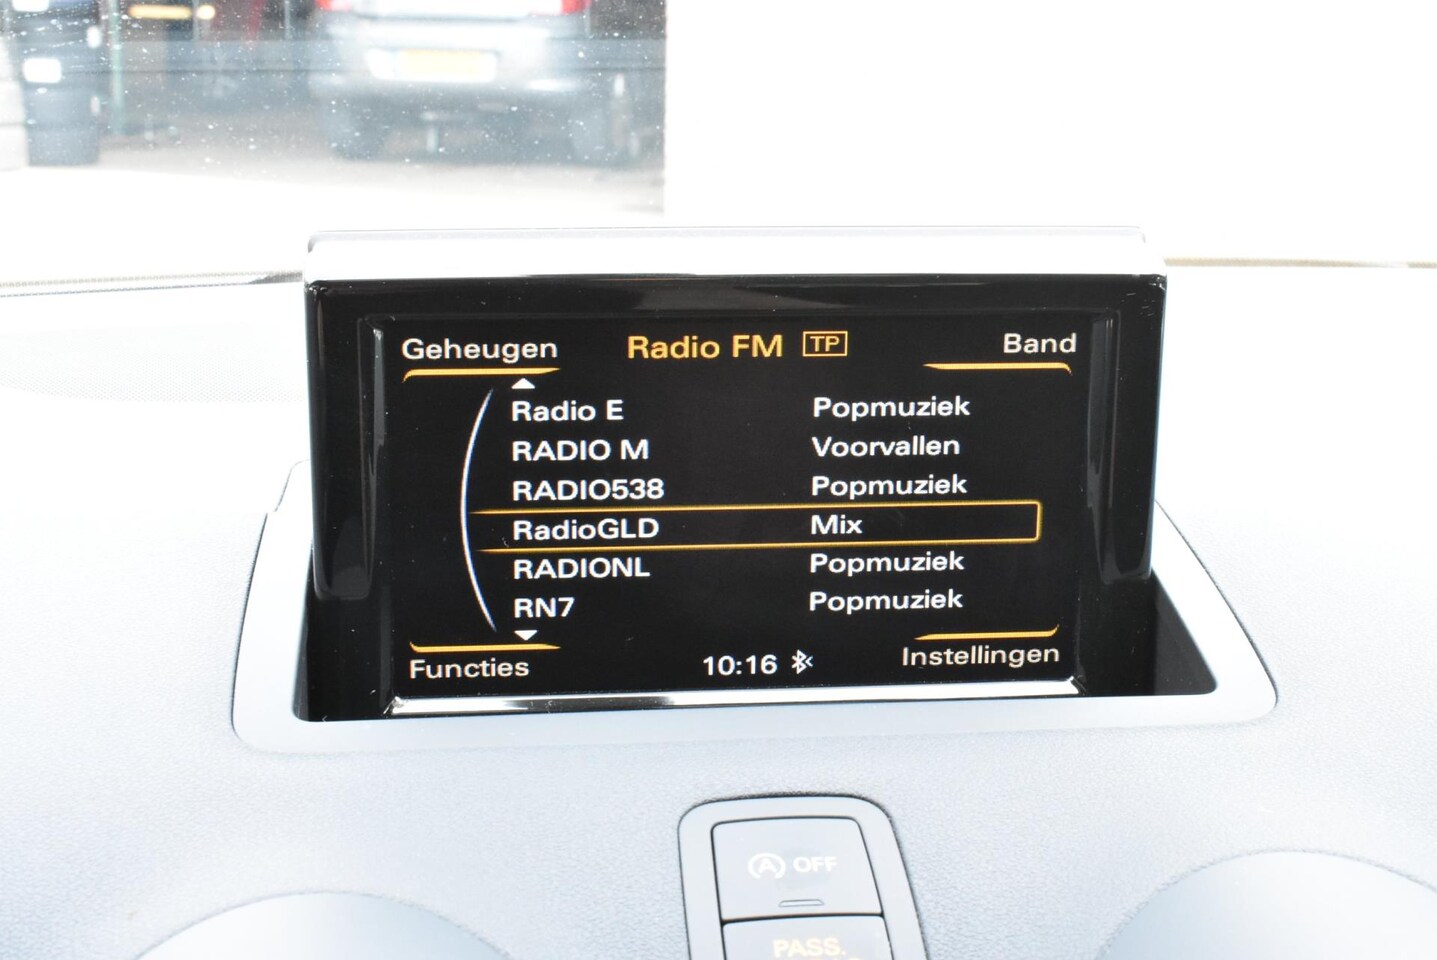 Geheugen Radio FM TP Band
Radio E Popmuziek
RADIO M Voorvallen
RADIO538 Popmuziek
RadioGLD Mix
RADIONL Popmuziek
RN7 Popmuziek
Functies 10:16 Instellingen
A OFF
PASS.